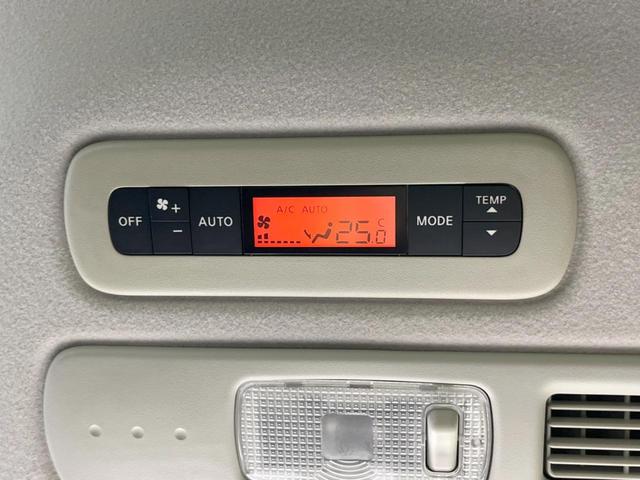 OFF + - AUTO A/C AUTO MODE TEMP
25.0 C